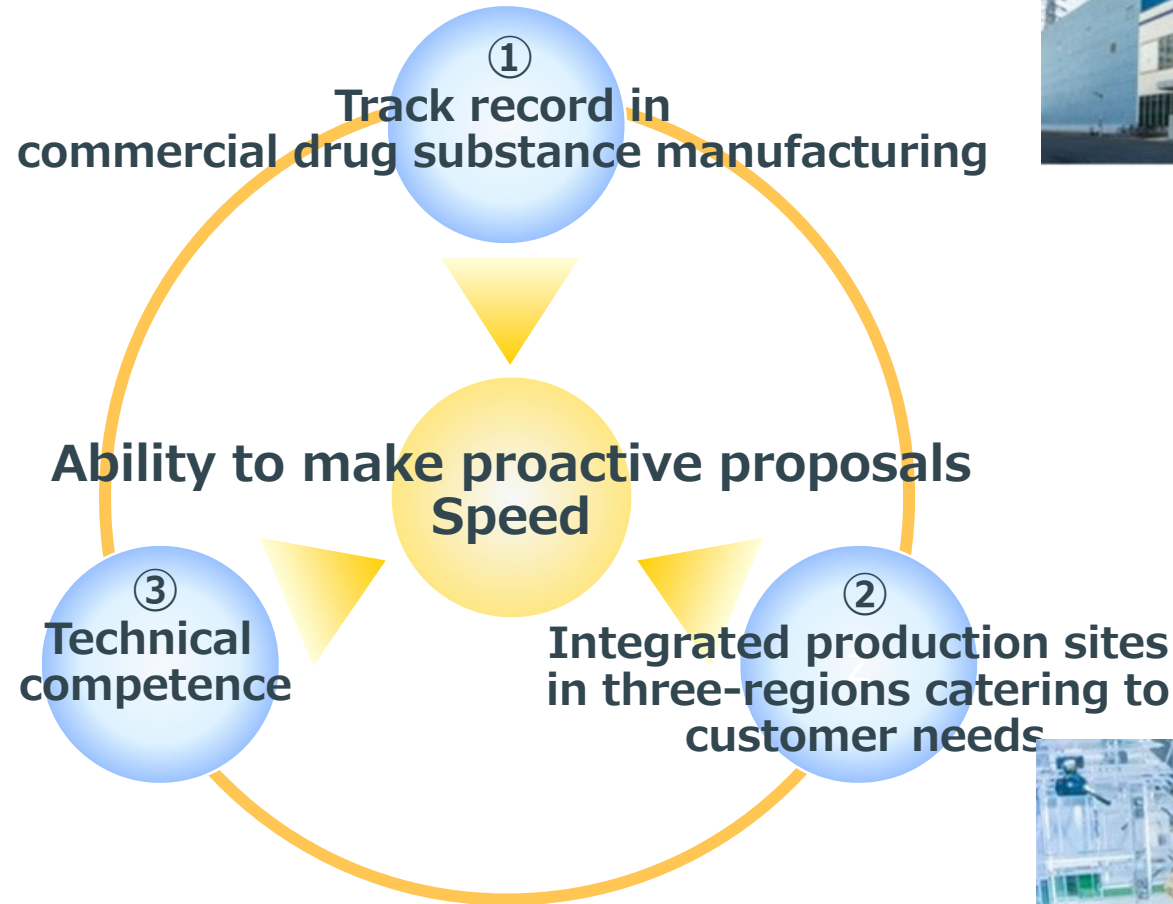 ①
Track record in
commercial drug substance manufacturing
Ability to make proactive proposals
Speed
③
Technical
competence
②
Integrated production sites
in three-regions catering to
customer needs